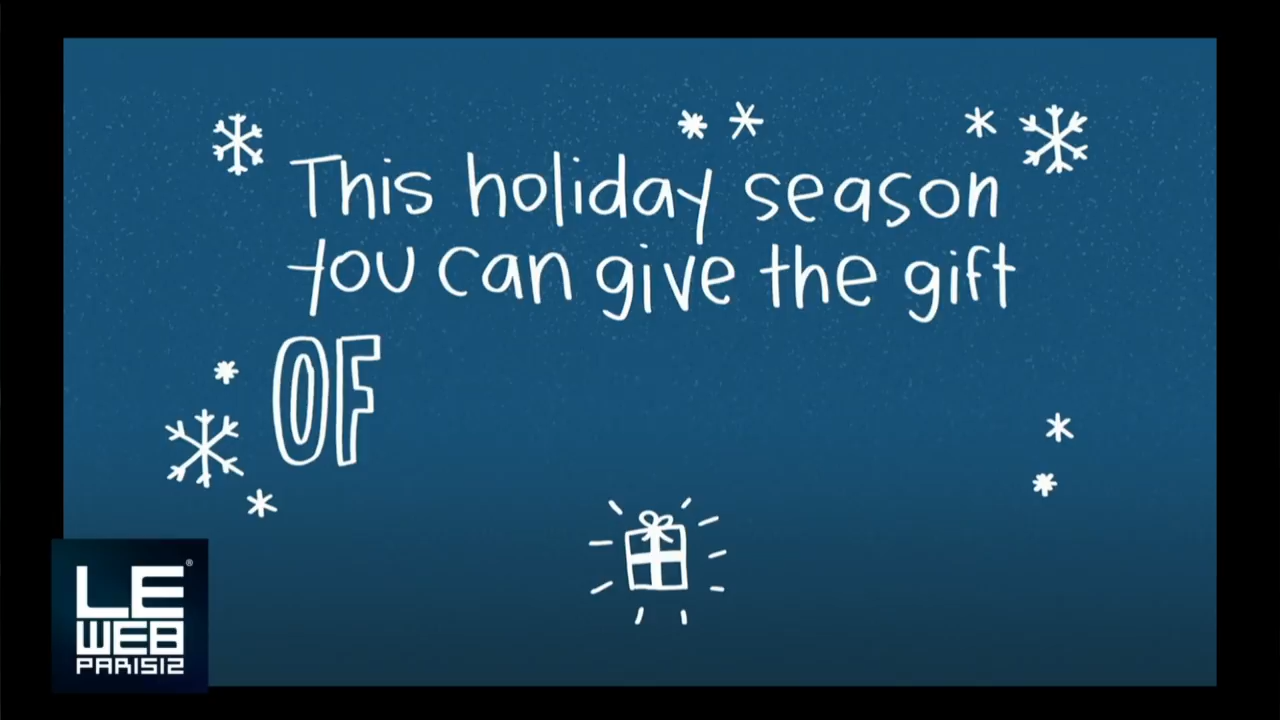 This holiday season
you can give the gift
OF
LE®
WEB
PARIS12